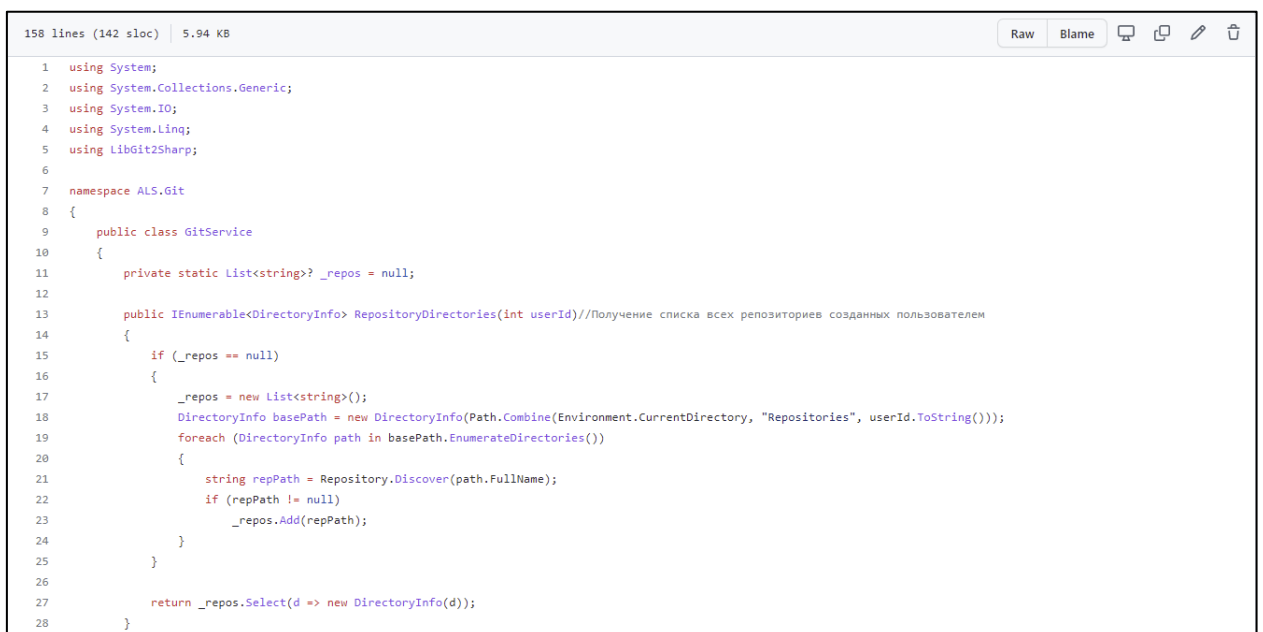 158 lines (142 sloc) 5.94 KB Raw Blame
1 using System;
2 using System.Collections.Generic;
3 using System.IO;
4 using System.Linq;
5 using LibGit2Sharp;
6
7 namespace ALS.Git
8 {
9 public class GitService
10 {
11 private static List<string>? _repos = null;
12
13 public IEnumerable<DirectoryInfo> RepositoryDirectories(int userId)//Получение списка всех репозиториев созданных пользователем
14 {
15 if (_repos == null)
16 {
17 _repos = new List<string>();
18 DirectoryInfo basePath = new DirectoryInfo(Path.Combine(Environment.CurrentDirectory, "Repositories", userId.ToString()));
19 foreach (DirectoryInfo path in basePath.EnumerateDirectories())
20 {
21 string repPath = Repository.Discover(path.FullName);
22 if (repPath != null)
23 _repos.Add(repPath);
24 }
25 }
26
27 return _repos.Select(d => new DirectoryInfo(d));
28 }